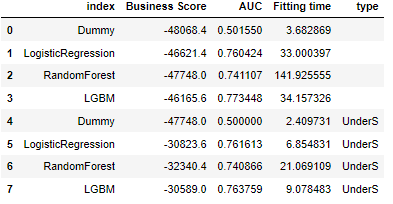 index Business Score AUC Fitting time type
0 Dummy -48068.4 0.501550 3.682869
1 LogisticRegression -46621.4 0.760424 33.000397
2 RandomForest -47748.0 0.741107 141.925555
3 LGBM -46165.6 0.773448 34.157326
4 Dummy -47748.0 0.500000 2.409731 UnderS
5 LogisticRegression -30823.6 0.761613 6.854831 UnderS
6 RandomForest -32340.4 0.740866 21.069109 UnderS
7 LGBM -30589.0 0.763759 9.078483 UnderS